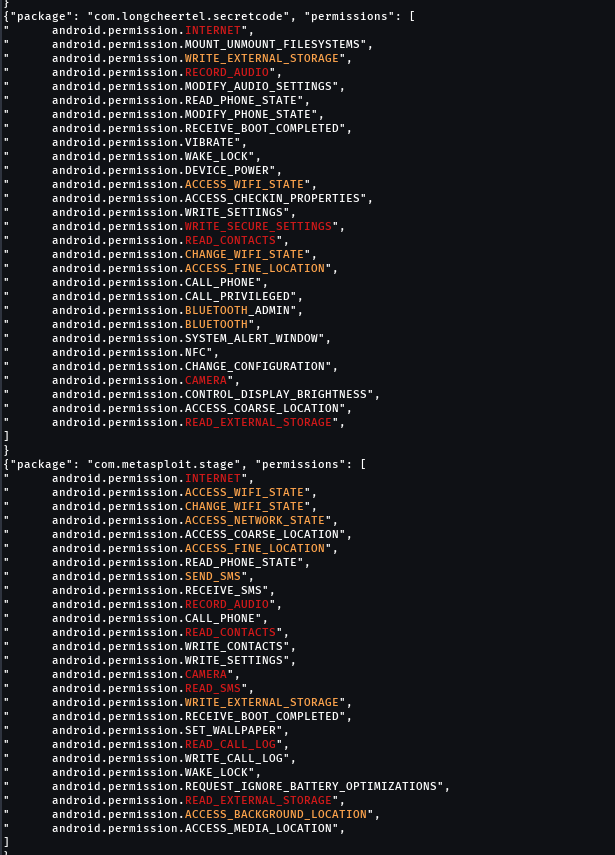 }
{"package": "com.longcheertel.secretcode", "permissions": [
"      android.permission.INTERNET",
"      android.permission.MOUNT_UNMOUNT_FILESYSTEMS",
"      android.permission.WRITE_EXTERNAL_STORAGE",
"      android.permission.RECORD_AUDIO",
"      android.permission.MODIFY_AUDIO_SETTINGS",
"      android.permission.READ_PHONE_STATE",
"      android.permission.MODIFY_PHONE_STATE",
"      android.permission.RECEIVE_BOOT_COMPLETED",
"      android.permission.VIBRATE",
"      android.permission.WAKE_LOCK",
"      android.permission.DEVICE_POWER",
"      android.permission.ACCESS_WIFI_STATE",
"      android.permission.ACCESS_CHECKIN_PROPERTIES",
"      android.permission.WRITE_SETTINGS",
"      android.permission.WRITE_SECURE_SETTINGS",
"      android.permission.READ_CONTACTS",
"      android.permission.CHANGE_WIFI_STATE",
"      android.permission.ACCESS_FINE_LOCATION",
"      android.permission.CALL_PHONE",
"      android.permission.CALL_PRIVILEGED",
"      android.permission.BLUETOOTH_ADMIN",
"      android.permission.BLUETOOTH",
"      android.permission.SYSTEM_ALERT_WINDOW",
"      android.permission.NFC",
"      android.permission.CHANGE_CONFIGURATION",
"      android.permission.CAMERA",
"      android.permission.CONTROL_DISPLAY_BRIGHTNESS",
"      android.permission.ACCESS_COARSE_LOCATION",
"      android.permission.READ_EXTERNAL_STORAGE",
]
}
{"package": "com.metasploit.stage", "permissions": [
"      android.permission.INTERNET",
"      android.permission.ACCESS_WIFI_STATE",
"      android.permission.CHANGE_WIFI_STATE",
"      android.permission.ACCESS_NETWORK_STATE",
"      android.permission.ACCESS_COARSE_LOCATION",
"      android.permission.ACCESS_FINE_LOCATION",
"      android.permission.READ_PHONE_STATE",
"      android.permission.SEND_SMS",
"      android.permission.RECEIVE_SMS",
"      android.permission.RECORD_AUDIO",
"      android.permission.CALL_PHONE",
"      android.permission.READ_CONTACTS",
"      android.permission.WRITE_CONTACTS",
"      android.permission.WRITE_SETTINGS",
"      android.permission.CAMERA",
"      android.permission.READ_SMS",
"      android.permission.WRITE_EXTERNAL_STORAGE",
"      android.permission.RECEIVE_BOOT_COMPLETED",
"      android.permission.SET_WALLPAPER",
"      android.permission.READ_CALL_LOG",
"      android.permission.WRITE_CALL_LOG",
"      android.permission.WAKE_LOCK",
"      android.permission.REQUEST_IGNORE_BATTERY_OPTIMIZATIONS",
"      android.permission.READ_EXTERNAL_STORAGE",
"      android.permission.ACCESS_BACKGROUND_LOCATION",
"      android.permission.ACCESS_MEDIA_LOCATION",
]
}